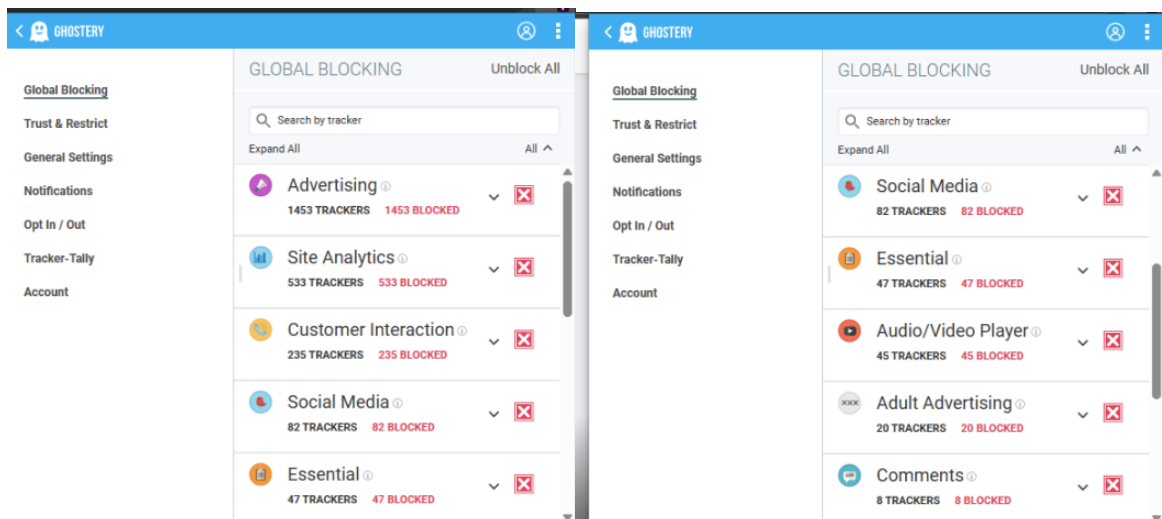 GHOSTERY
Global Blocking
Trust & Restrict
General Settings
Notifications
Opt In / Out
Tracker-Tally
Account
GLOBAL BLOCKING Unblock All
Search by tracker
Expand All All
Advertising
1453 TRACKERS 1453 BLOCKED
Site Analytics
533 TRACKERS 533 BLOCKED
Customer Interaction
235 TRACKERS 235 BLOCKED
Social Media
82 TRACKERS 82 BLOCKED
Essential
47 TRACKERS 47 BLOCKED
GHOSTERY
Global Blocking
Trust & Restrict
General Settings
Notifications
Opt In / Out
Tracker-Tally
Account
GLOBAL BLOCKING Unblock All
Search by tracker
Expand All All
Social Media
82 TRACKERS 82 BLOCKED
Essential
47 TRACKERS 47 BLOCKED
Audio/Video Player
45 TRACKERS 45 BLOCKED
xxx
Adult Advertising
20 TRACKERS 20 BLOCKED
Comments
8 TRACKERS 8 BLOCKED